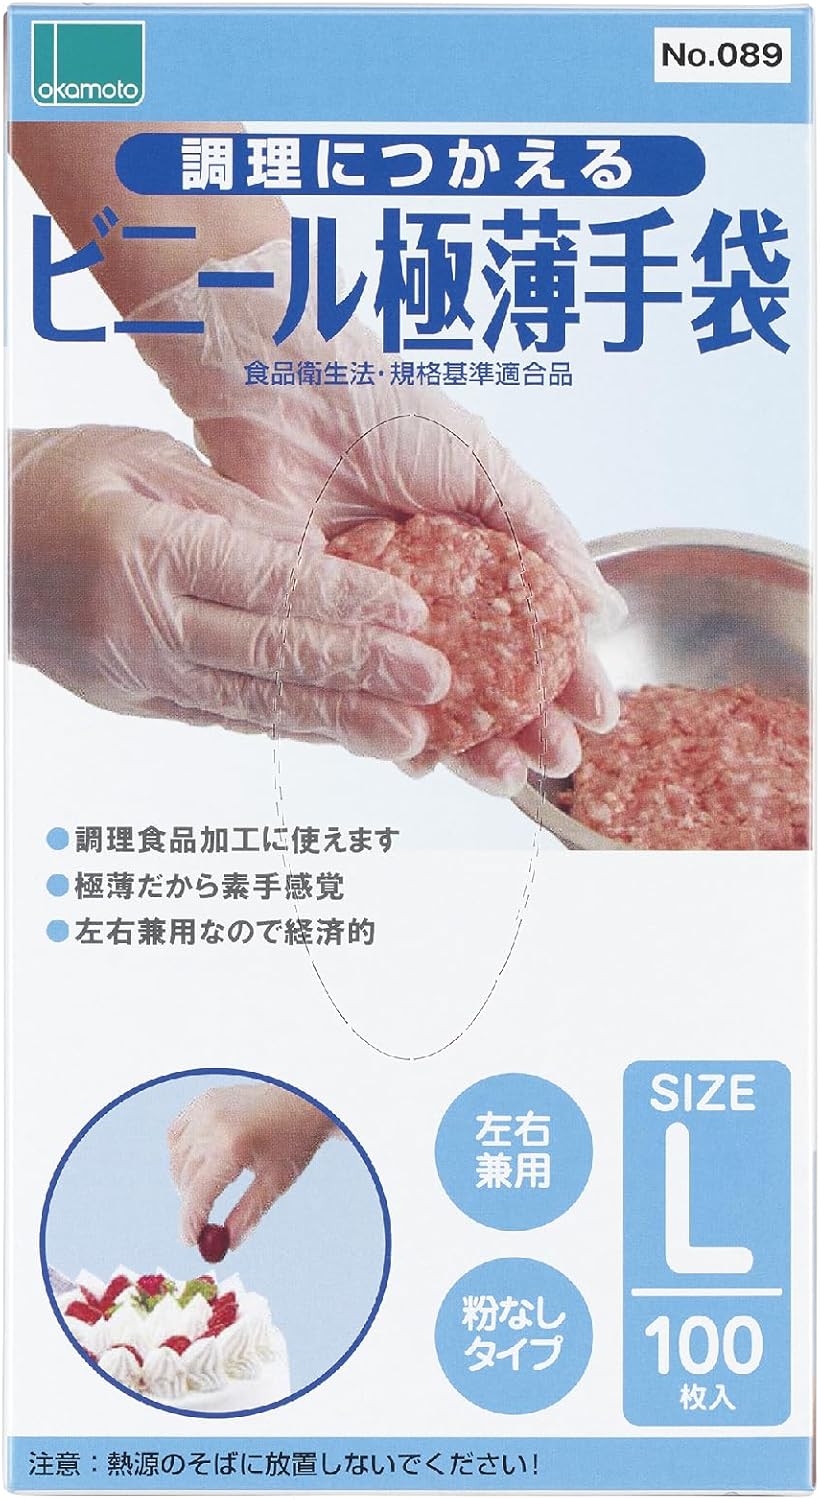 okamoto
No.089
調理につかえる
ビニール極薄手袋
食品衛生法・規格基準適合品
●調理食品加工に使えます
●極薄だから素手感覚
●左右兼用なので経済的
左右
兼用
粉なし
タイプ
SIZE
L
100
枚入
注意：熱源のそばに放置しないでください！